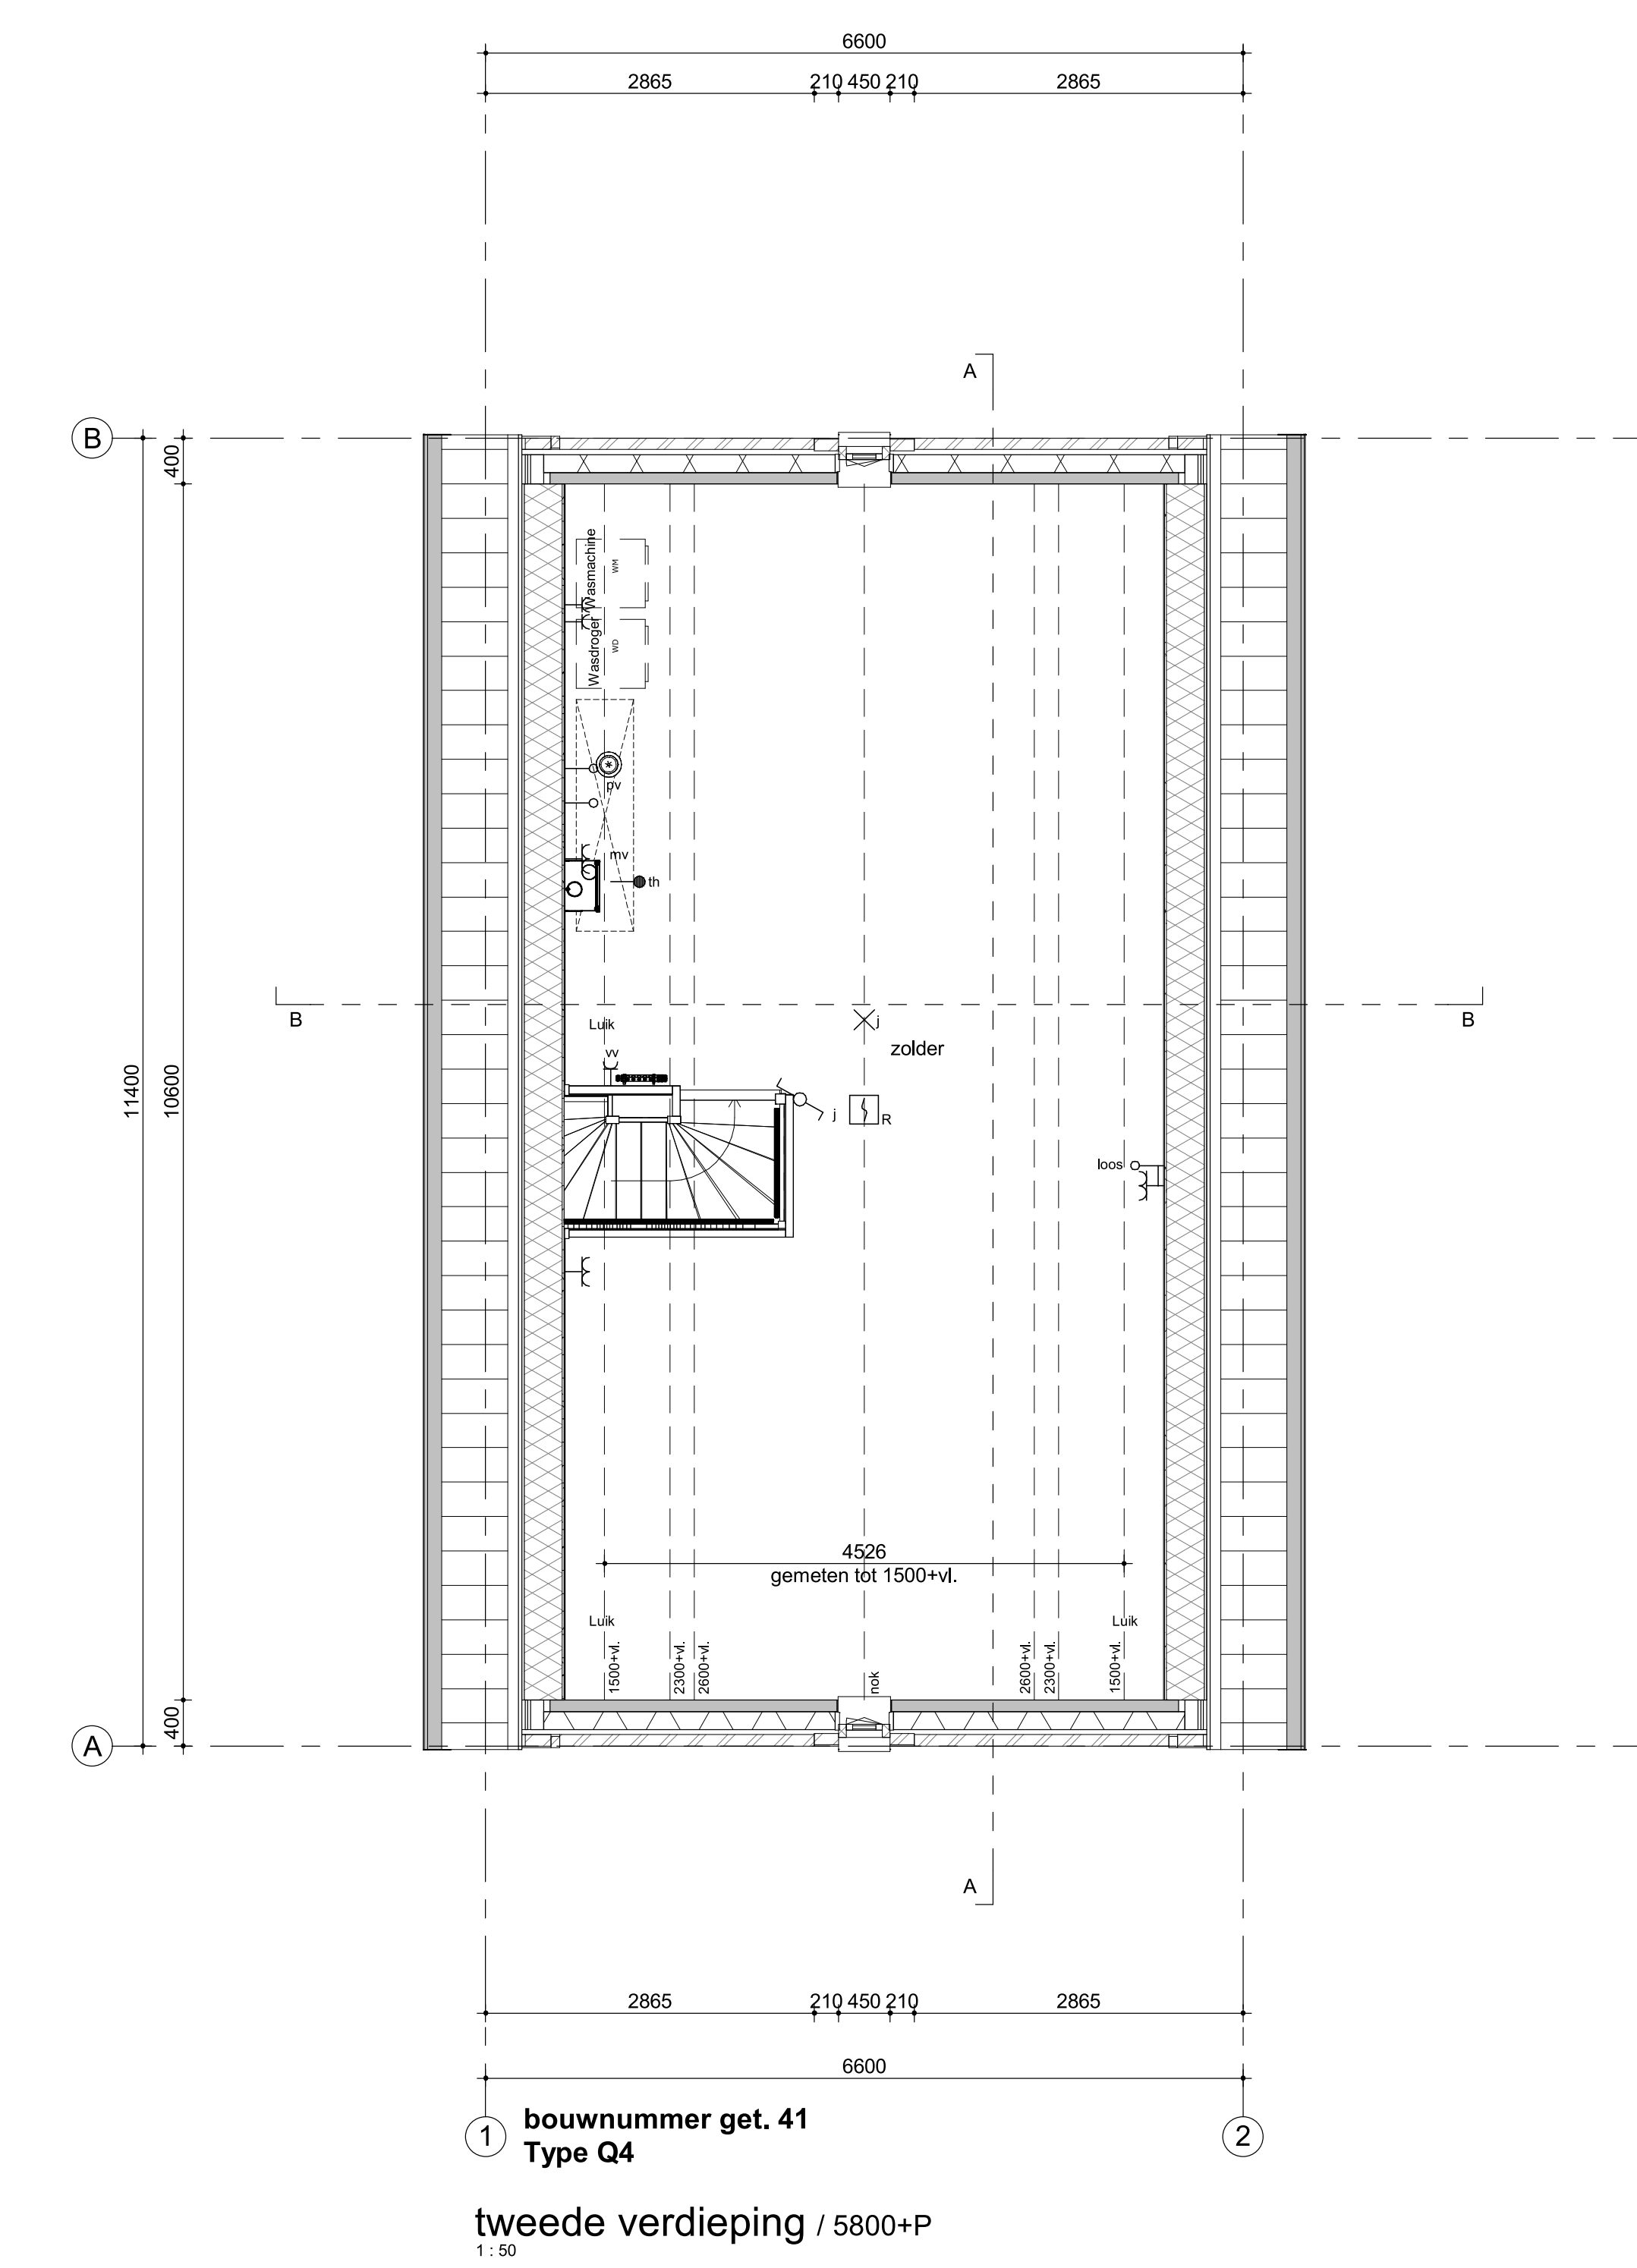 6600
2865 210 450 210 2865
A
B
400
Wasmachine
WM
Wasdroger
WD
pv
mv
th
B
B
Luik
j
zolder
vv
11400
10600
j
R
loos
4526
gemeten tot 1500+vl.
Luik
Luik
1500+vl.
2300+vl.
2600+vl.
nok
2600+vl.
2300+vl.
1500+vl.
400
A
A
2865 210 450 210 2865
6600
1
bouwnummer get. 41
2
Type Q4
tweede verdieping / 5800+P
1 : 50